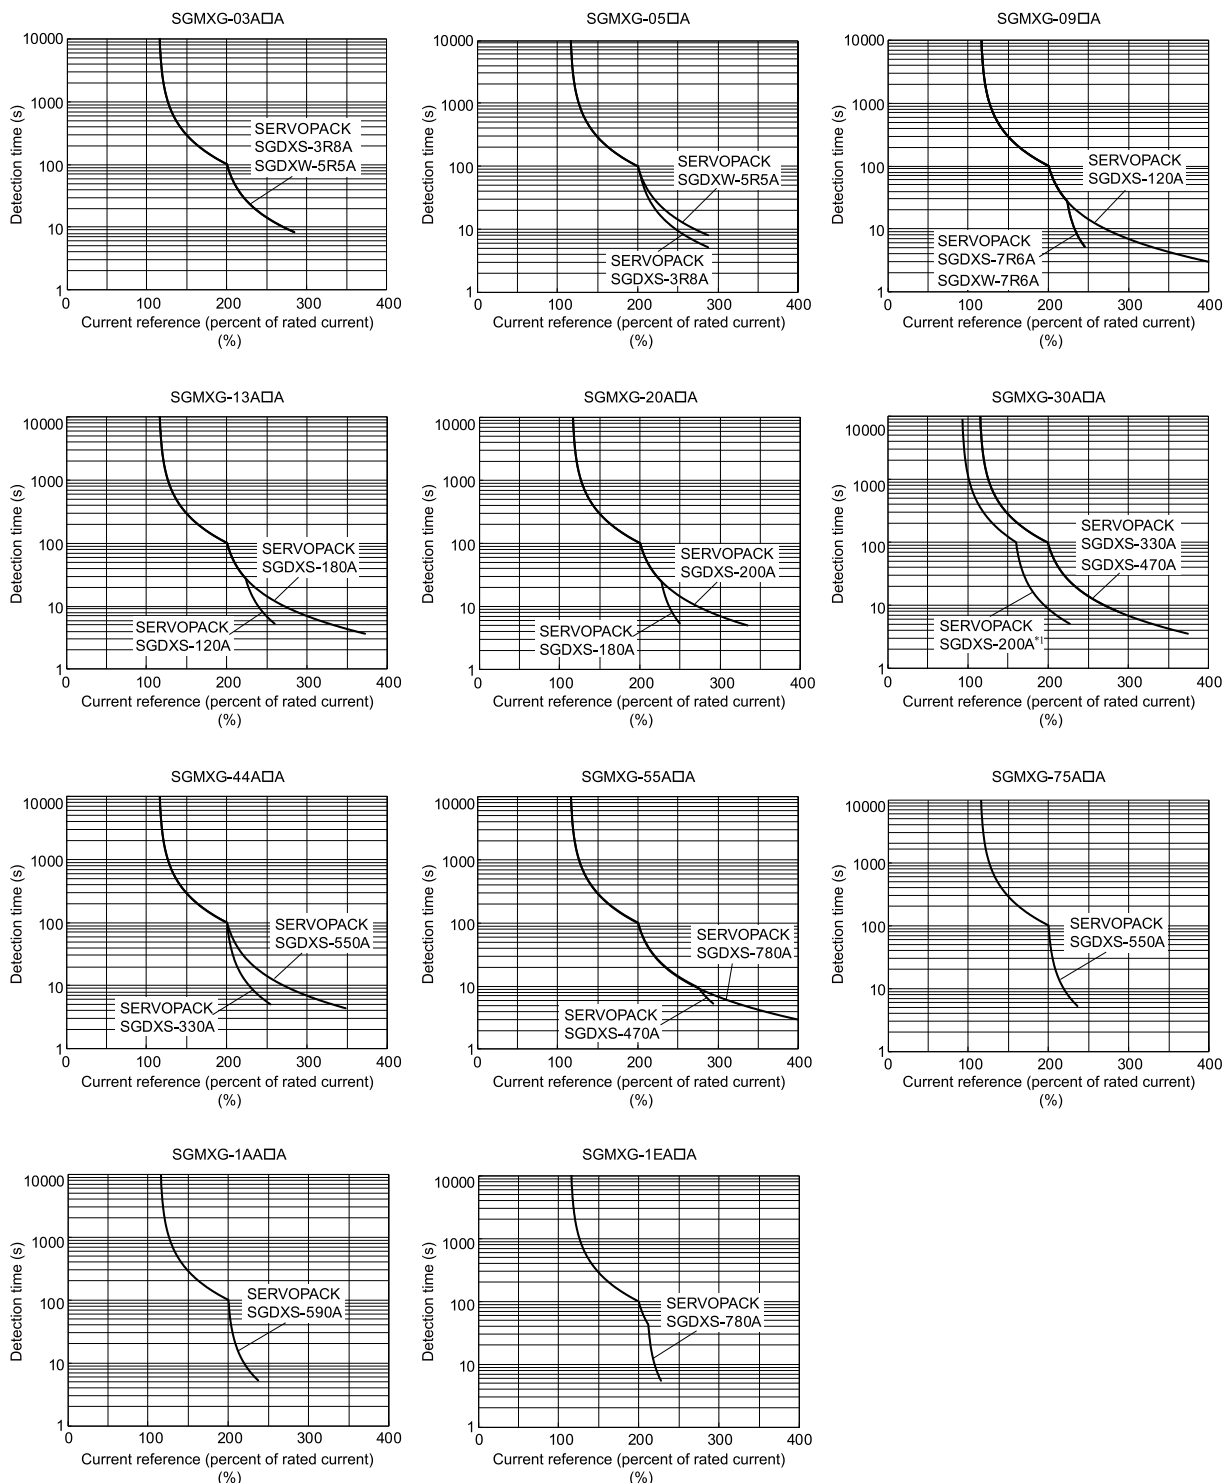 SGMXG-03A□A
Detection time (s)
10000
1000
100
10
1
SERVOPACK
SGDXS-3R8A
SGDXW-5R5A
0 100 200 300 400
Current reference (percent of rated current)
(%)
SGMXG-05□A
Detection time (s)
10000
1000
100
10
1
SERVOPACK
SGDXW-5R5A
SERVOPACK
SGDXS-3R8A
0 100 200 300 400
Current reference (percent of rated current)
(%)
SGMXG-09□A
Detection time (s)
10000
1000
100
10
1
SERVOPACK
SGDXS-120A
SERVOPACK
SGDXS-7R6A
SGDXW-7R6A
0 100 200 300 400
Current reference (percent of rated current)
(%)
SGMXG-13A□A
Detection time (s)
10000
1000
100
10
1
SERVOPACK
SGDXS-180A
SERVOPACK
SGDXS-120A
0 100 200 300 400
Current reference (percent of rated current)
(%)
SGMXG-20A□A
Detection time (s)
10000
1000
100
10
1
SERVOPACK
SGDXS-200A
SERVOPACK
SGDXS-180A
0 100 200 300 400
Current reference (percent of rated current)
(%)
SGMXG-30A□A
Detection time (s)
10000
1000
100
10
1
SERVOPACK
SGDXS-330A
SGDXS-470A
SERVOPACK
SGDXS-200A*1
0 100 200 300 400
Current reference (percent of rated current)
(%)
SGMXG-44A□A
Detection time (s)
10000
1000
100
10
1
SERVOPACK
SGDXS-550A
SERVOPACK
SGDXS-330A
0 100 200 300 400
Current reference (percent of rated current)
(%)
SGMXG-55A□A
Detection time (s)
10000
1000
100
10
1
SERVOPACK
SGDXS-780A
SERVOPACK
SGDXS-470A
0 100 200 300 400
Current reference (percent of rated current)
(%)
SGMXG-75A□A
Detection time (s)
10000
1000
100
10
1
SERVOPACK
SGDXS-550A
0 100 200 300 400
Current reference (percent of rated current)
(%)
SGMXG-1AA□A
Detection time (s)
10000
1000
100
10
1
SERVOPACK
SGDXS-590A
0 100 200 300 400
Current reference (percent of rated current)
(%)
SGMXG-1EA□A
Detection time (s)
10000
1000
100
10
1
SERVOPACK
SGDXS-780A
0 100 200 300 400
Current reference (percent of rated current)
(%)